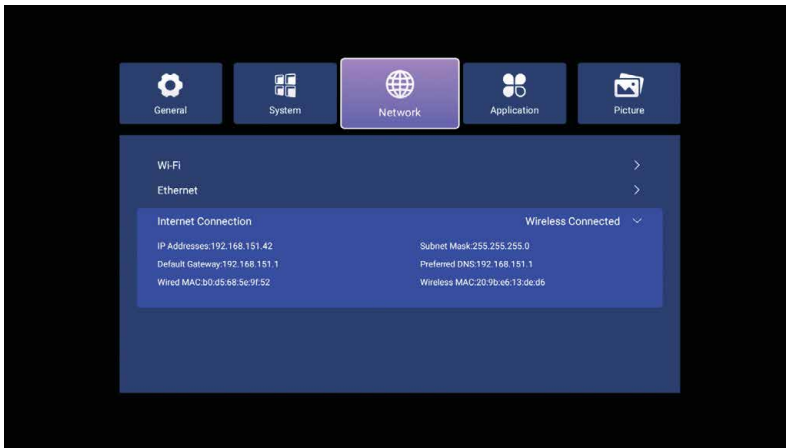 General System Network Application Picture
Wi-Fi
Ethernet
Internet Connection Wireless Connected
IP Addresses:192.168.151.42 Subnet Mask:255.255.255.0
Default Gateway:192.168.151.1 Preferred DNS:192.168.151.1
Wired MAC:b0:d5:68:5e:9f:52 Wireless MAC:20:9b:e6:13:de:d6